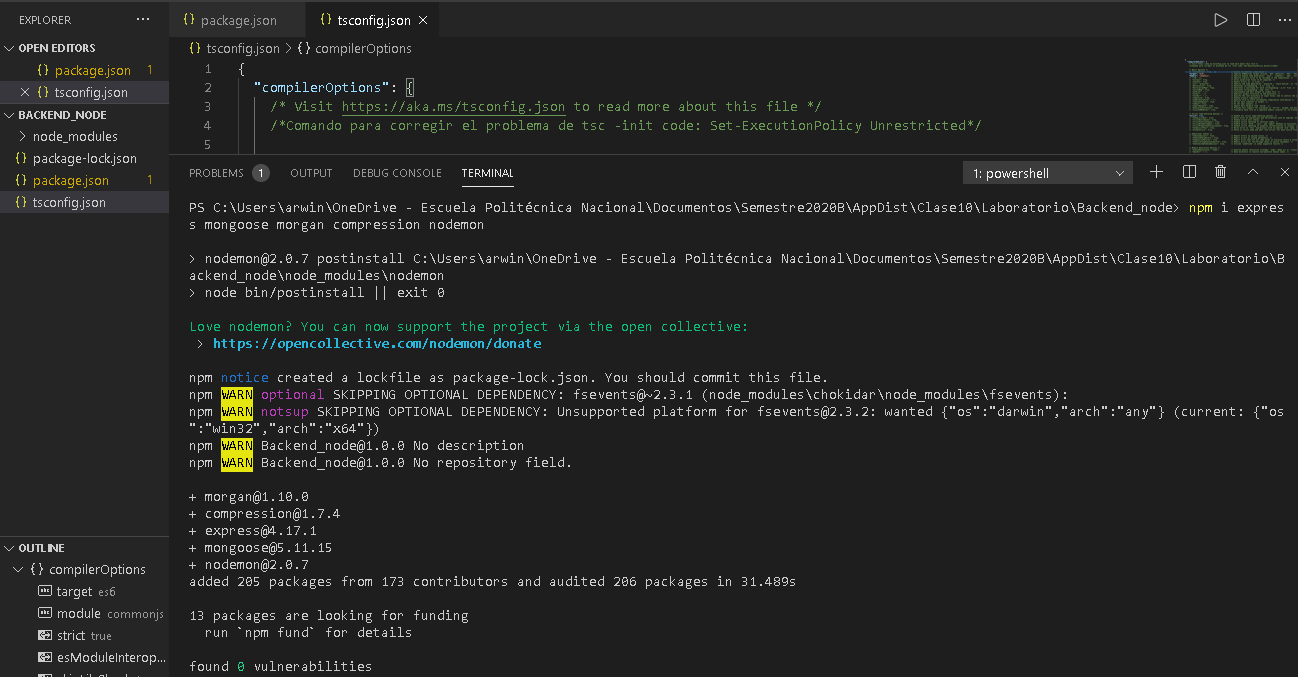 EXPLORER
OPEN EDITORS
{} package.json 1
{} tsconfig.json
BACKEND_NODE
node_modules
{} package-lock.json
{} package.json 1
{} tsconfig.json
OUTLINE
{} compilerOptions
target es6
module commonjs
strict true
esModuleInterop...
{} package.json
{} tsconfig.json
{} tsconfig.json > {} compilerOptions
1 {
2 "compilerOptions": {
3 /* Visit https://aka.ms/tsconfig.json to read more about this file */
4 /*Comando para corregir el problema de tsc -init code: Set-ExecutionPolicy Unrestricted*/
5
PROBLEMS 1 OUTPUT DEBUG CONSOLE TERMINAL 1: powershell
PS C:\Users\arwin\OneDrive - Escuela Politécnica Nacional\Documentos\Semestre2020B\AppDist\Clase10\Laboratorio\Backend_node> npm i expres
s mongoose morgan compression nodemon
> nodemon@2.0.7 postinstall C:\Users\arwin\OneDrive - Escuela Politécnica Nacional\Documentos\Semestre2020B\AppDist\Clase10\Laboratorio\B
ackend_node\node_modules\nodemon
> node bin/postinstall || exit 0
Love nodemon? You can now support the project via the open collective:
> https://opencollective.com/nodemon/donate
npm notice created a lockfile as package-lock.json. You should commit this file.
npm WARN optional SKIPPING OPTIONAL DEPENDENCY: fsevents@~2.3.1 (node_modules\chokidar\node_modules\fsevents):
npm WARN notsup SKIPPING OPTIONAL DEPENDENCY: Unsupported platform for fsevents@2.3.2: wanted {"os":"darwin","arch":"any"} (current: {"os
":"win32","arch":"x64"})
npm WARN Backend_node@1.0.0 No description
npm WARN Backend_node@1.0.0 No repository field.
+ morgan@1.10.0
+ compression@1.7.4
+ express@4.17.1
+ mongoose@5.11.15
+ nodemon@2.0.7
added 205 packages from 173 contributors and audited 206 packages in 31.489s
13 packages are looking for funding
run `npm fund` for details
found 0 vulnerabilities